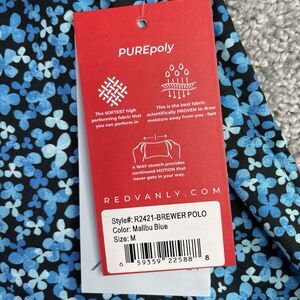 PUREpoly
The SOFTEST high
performing fabric that
you can perform in
This is the best fabric
scientifically PROVEN to draw
moisture away from you - fast
4 WAY stretch provides
continued MOTION that
never gets in your way.
REDVANLY.COM
Style#: R2421-BREWER POLO
Color: Malibu Blue
Size: M
6 59359 22588 8